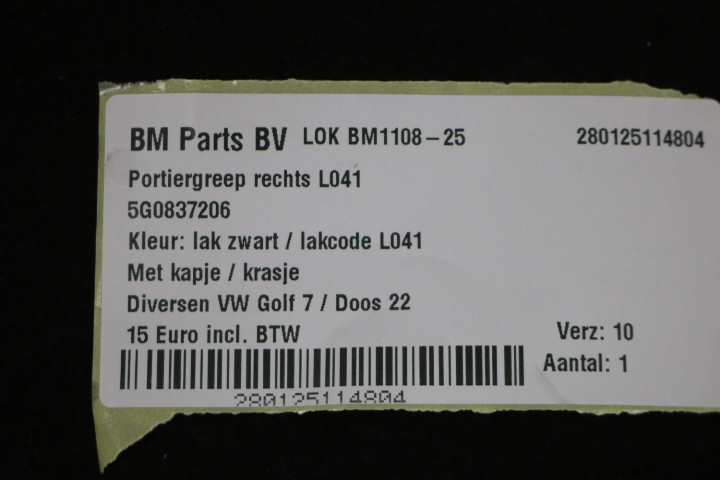 BM Parts BV LOK BM1108-25 280125114804
Portiergreep rechts L041
5G0837206
Kleur: lak zwart / lakcode L041
Met kapje / krasje
Diversen VW Golf 7 / Doos 22
15 Euro incl. BTW Verz: 10
Aantal: 1
280125114804